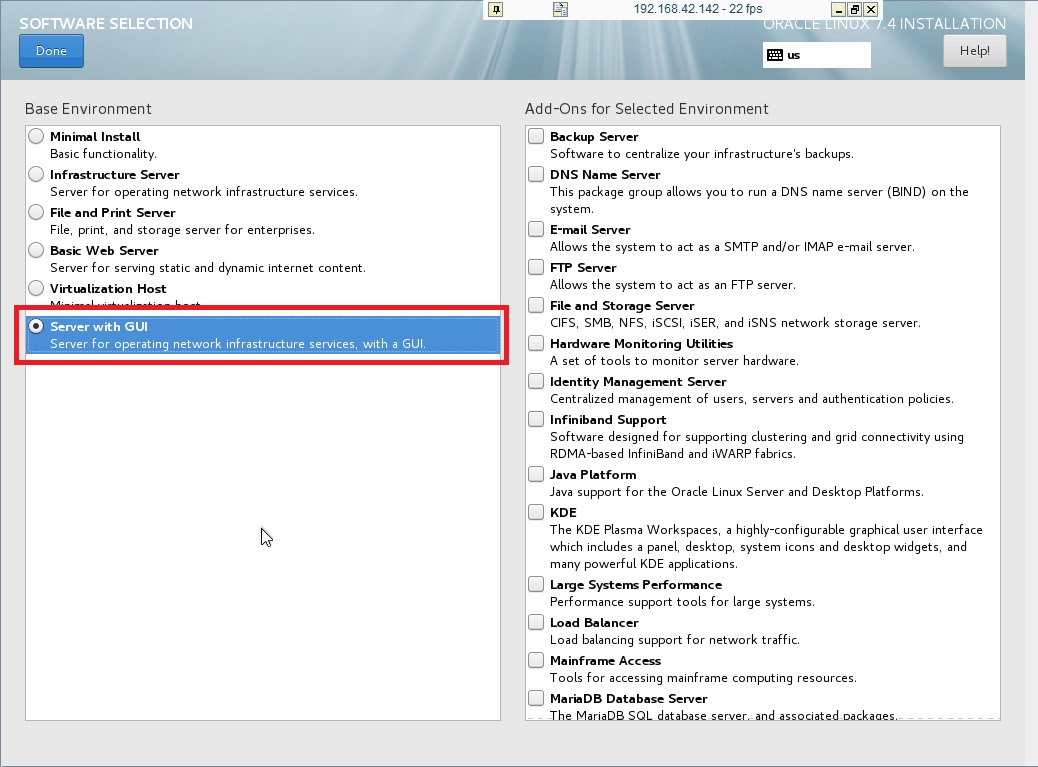 192.168.42.142 - 22 fps
SOFTWARE SELECTION
ORACLE LINUX 7.4 INSTALLATION
Done
us
Help!
Base Environment
Minimal Install
Basic functionality.
Infrastructure Server
Server for operating network infrastructure services.
File and Print Server
File, print, and storage server for enterprises.
Basic Web Server
Server for serving static and dynamic internet content.
Virtualization Host
Minimal virtualization host.
Server with GUI
Server for operating network infrastructure services, with a GUI.
Add-Ons for Selected Environment
Backup Server
Software to centralize your infrastructure's backups.
DNS Name Server
This package group allows you to run a DNS name server (BIND) on the
system.
E-mail Server
Allows the system to act as a SMTP and/or IMAP e-mail server.
FTP Server
Allows the system to act as an FTP server.
File and Storage Server
CIFS, SMB, NFS, iSCSI, iSER, and iSNS network storage server.
Hardware Monitoring Utilities
A set of tools to monitor server hardware.
Identity Management Server
Centralized management of users, servers and authentication policies.
Infiniband Support
Software designed for supporting clustering and grid connectivity using
RDMA-based InfiniBand and iWARP fabrics.
Java Platform
Java support for the Oracle Linux Server and Desktop Platforms.
KDE
The KDE Plasma Workspaces, a highly-configurable graphical user interface
which includes a panel, desktop, system icons and desktop widgets, and
many powerful KDE applications.
Large Systems Performance
Performance support tools for large systems.
Load Balancer
Load balancing support for network traffic.
Mainframe Access
Tools for accessing mainframe computing resources.
MariaDB Database Server
The MariaDB SQL database server, and associated packages.